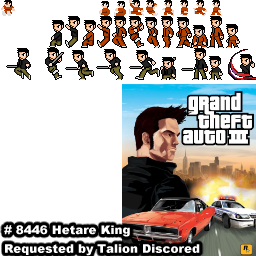 grand
theft
auto III
R
# 8446 Hetare King
Requested by Talion Discored